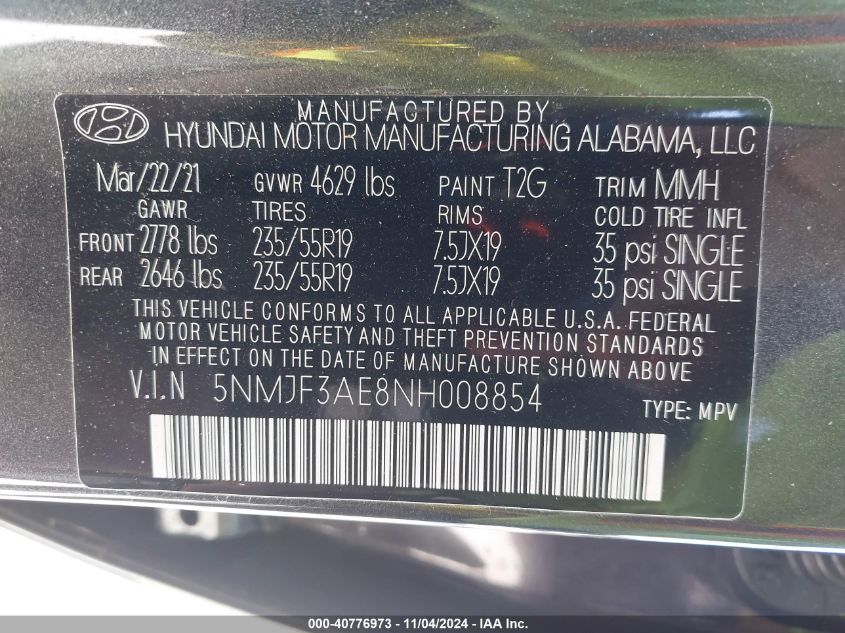 MANUFACTURED BY
HYUNDAI MOTOR MANUFACTURING ALABAMA, LLC
Mar/22/21 GVWR 4629 lbs PAINT T2G TRIM MMH
GAWR TIRES RIMS COLD TIRE INFL
FRONT 2778 lbs 235/55R19 7.5JX19 35 psi SINGLE
REAR 2646 lbs 235/55R19 7.5JX19 35 psi SINGLE
THIS VEHICLE CONFORMS TO ALL APPLICABLE U.S.A. FEDERAL
MOTOR VEHICLE SAFETY AND THEFT PREVENTION STANDARDS
IN EFFECT ON THE DATE OF MANUFACTURE SHOWN ABOVE
V.I.N 5NMJF3AE8NH008854 TYPE: MPV
000-40776973 - 11/04/2024 - IAA Inc.